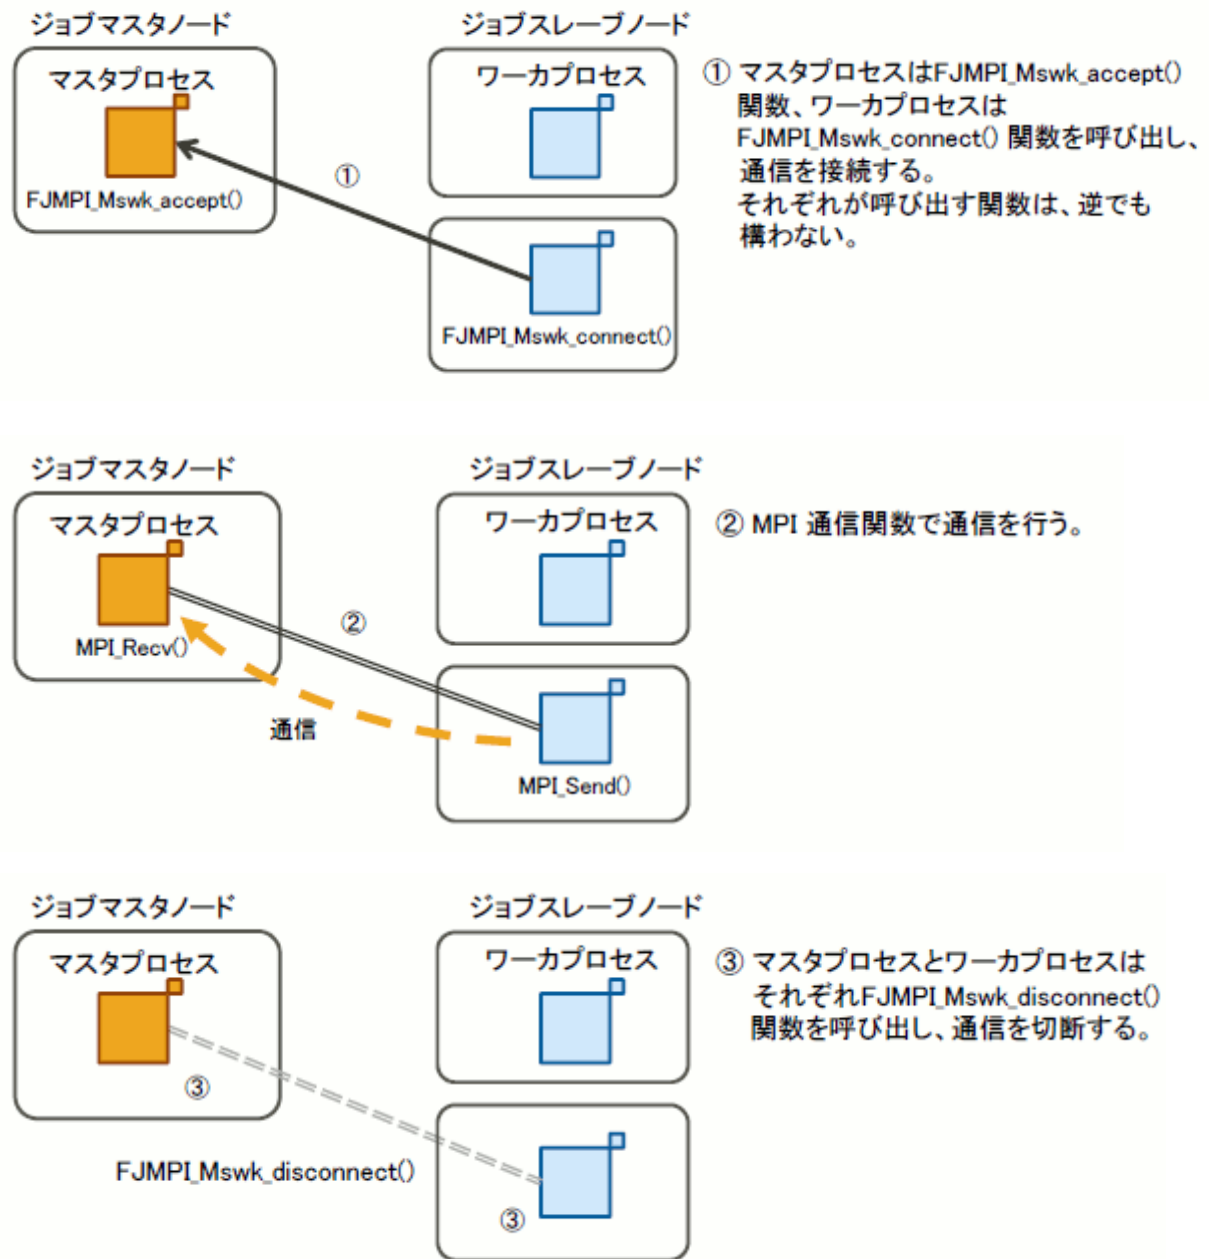 ジョブマスタノード
ジョブスレーブノード
マスタプロセス
ワーカプロセス
FJMPI_Mswk_accept()
①
FJMPI_Mswk_connect()
① マスタプロセスはFJMPI_Mswk_accept()
関数、ワーカプロセスは
FJMPI_Mswk_connect() 関数を呼び出し、
通信を接続する。
それぞれが呼び出す関数は、逆でも
構わない。
ジョブマスタノード
ジョブスレーブノード
マスタプロセス
ワーカプロセス
② MPI 通信関数で通信を行う。
②
MPI_Recv()
通信
MPI_Send()
ジョブマスタノード
ジョブスレーブノード
マスタプロセス
ワーカプロセス
③ マスタプロセスとワーカプロセスは
それぞれFJMPI_Mswk_disconnect()
関数を呼び出し、通信を切断する。
③
FJMPI_Mswk_disconnect()
③